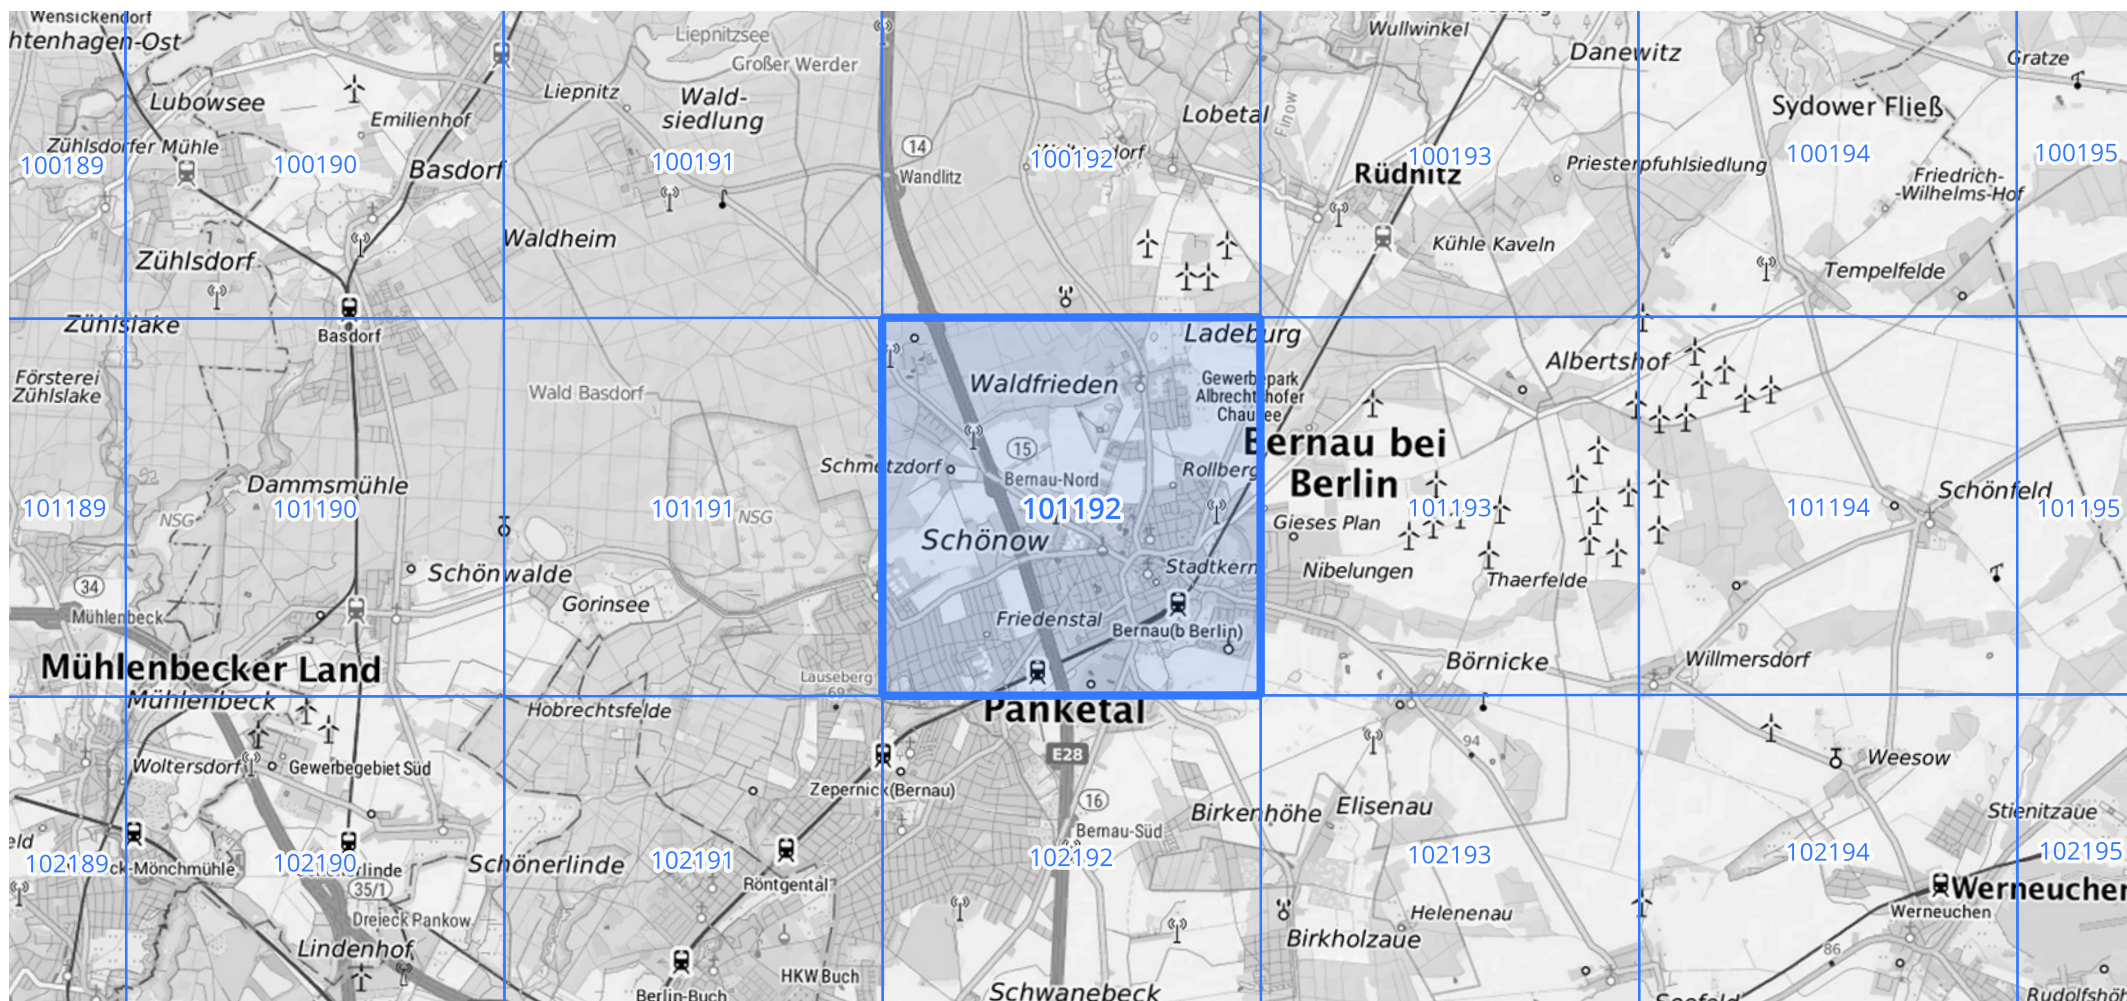 Wensickendorf
htenhagen-Ost
Liepnitzsee
Großer Werder
Wullwinkel
Danewitz
Gratze
Lubowsee
Emilienhof
Liepnitz
Wald-
siedlung
Lobetal
Finow
Sydower Fließ
Zühlsdorfer Mühle
100189
100190
Basdorf
100191
14
Wandlitz
100192
100193
Rüdnitz
Priesterpfuhlsiedlung
100194
100195
Friedrich-
-Wilhelms-Hof
Zühlsdorf
Waldheim
Kühle Kaveln
Tempelfelde
Zühlslake
Basdorf
Ladeburg
Försterei
Zühlslake
Wald Basdorf
Waldfrieden
Gewerbepark
Albrechtshofer
Chaussee
Albertshof
Bernau bei
Berlin
15
Schmetzdorf
Bernau-Nord
Rollberg
Dammsmühle
Schönfeld
101189
NSG
101190
101191
NSG
101192
101193
101194
101195
Gieses Plan
Schönow
34
Schönwalde
Stadtkern
Nibelungen
Thaerfelde
Mühlenbeck
Gorinsee
Friedenstal
Bernau(b Berlin)
Mühlenbecker Land
Lauseberg
69
Börnicke
Willmersdorf
Mühlenbeck
Hobrechtsfelde
Panketal
E28
94
Woltersdorf
Gewerbegebiet Süd
Zepernick(Bernau)
Weesow
16
Bernau-Süd
Birkenhöhe
Elisenau
Stienitzaue
eld
102189
ck-Mönchmühle
102190
35/1
Schönerlinde
102191
Röntgental
102192
102193
102194
102195
Werneuchen
Werneuchen
Dreieck Pankow
Lindenhof
HKW Buch
Berlin-Buch
Helenenau
Birkholzaue
86
Schwanebeck
Seefeld